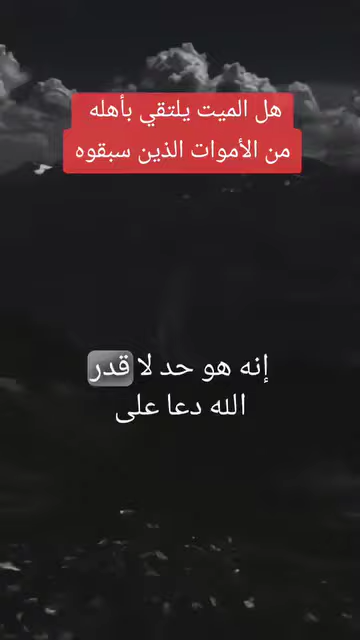 هل الميت يلتقي بأهله
من الأموات الذين سبقوه
إنه هو حد لا قدر
الله دعا على